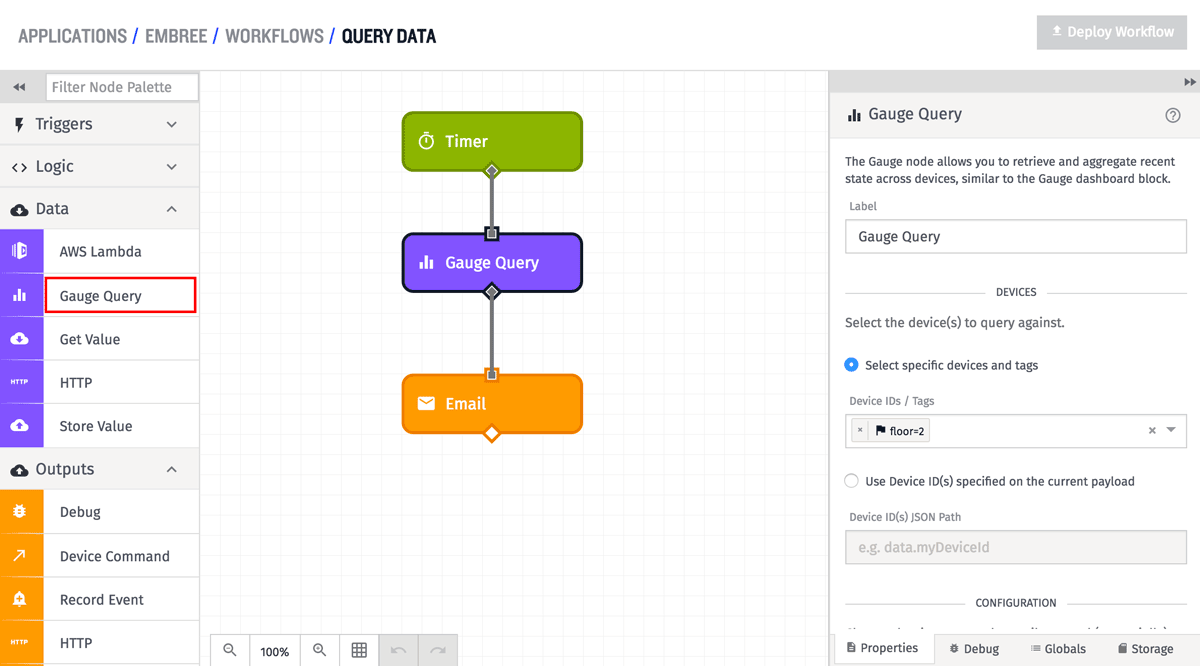 APPLICATIONS / EMBREE / WORKFLOWS / QUERY DATA
Deploy Workflow
Filter Node Palette
Triggers
Logic
Data
AWS Lambda
Gauge Query
Get Value
HTTP
HTTP
Store Value
Outputs
Debug
Device Command
Record Event
HTTP
HTTP
Timer
Gauge Query
Email
100%
Gauge Query
The Gauge node allows you to retrieve and aggregate recent
state across devices, similar to the Gauge dashboard block.
Label
Gauge Query
DEVICES
Select the device(s) to query against.
Select specific devices and tags
Device IDs / Tags
× floor=2 ×
Use Device ID(s) specified on the current payload
Device ID(s) JSON Path
e.g. data.myDeviceId
CONFIGURATION
Properties Debug Globals Storage